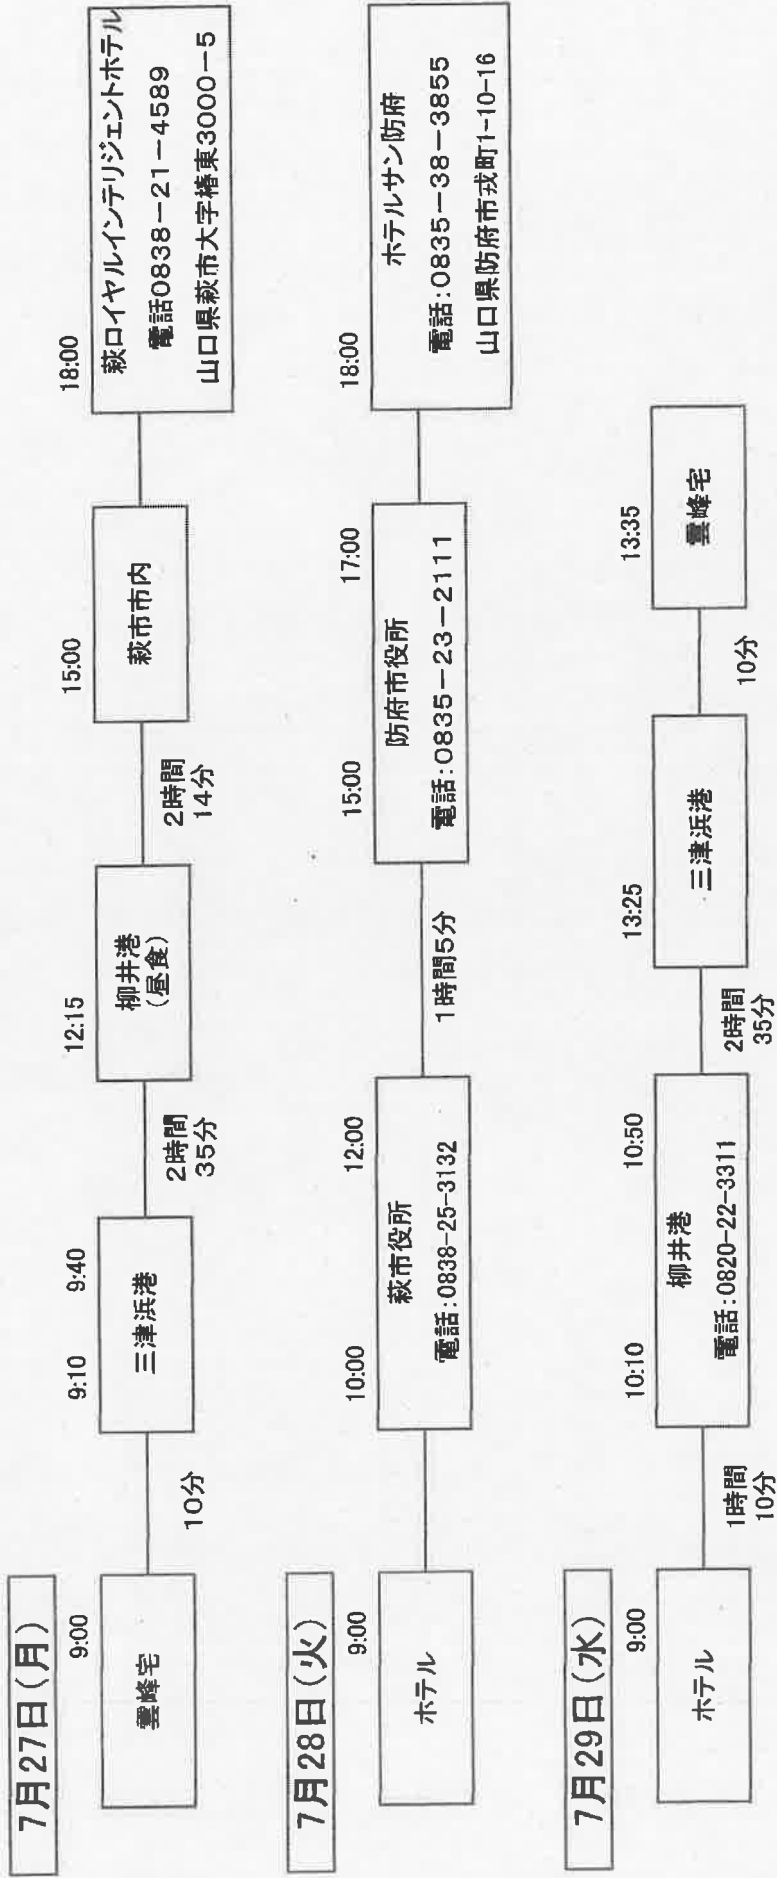 7月27日(月)
9:00
雲峰宅
10分
9:10
9:40
三津浜港
2時間
35分
12:15
柳井港
(昼食)
2時間
14分
15:00
萩市市内
18:00
萩ロイヤルインテリジェントホテル
電話0838-21-4589
山口県萩市大字椿東3000-5
7月28日(火)
9:00
ホテル
10:00
12:00
萩市役所
電話:0838-25-3132
1時間5分
15:00
17:00
防府市役所
電話:0835-23-2111
18:00
ホテルサン防府
電話:0835-38-3855
山口県防府市戎町1-10-16
7月29日(水)
9:00
ホテル
1時間
10分
10:10
10:50
柳井港
電話:0820-22-3311
2時間
35分
13:25
三津浜港
10分
13:35
雲峰宅